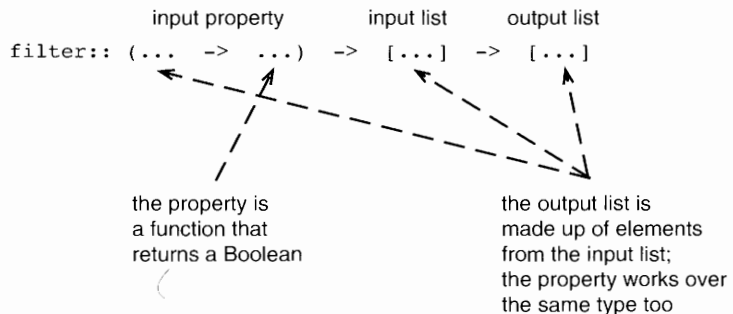 input property input list output list
filter:: (... -> ...) -> [...] -> [...]
the property is
a function that
returns a Boolean
the output list is
made up of elements
from the input list;
the property works over
the same type too